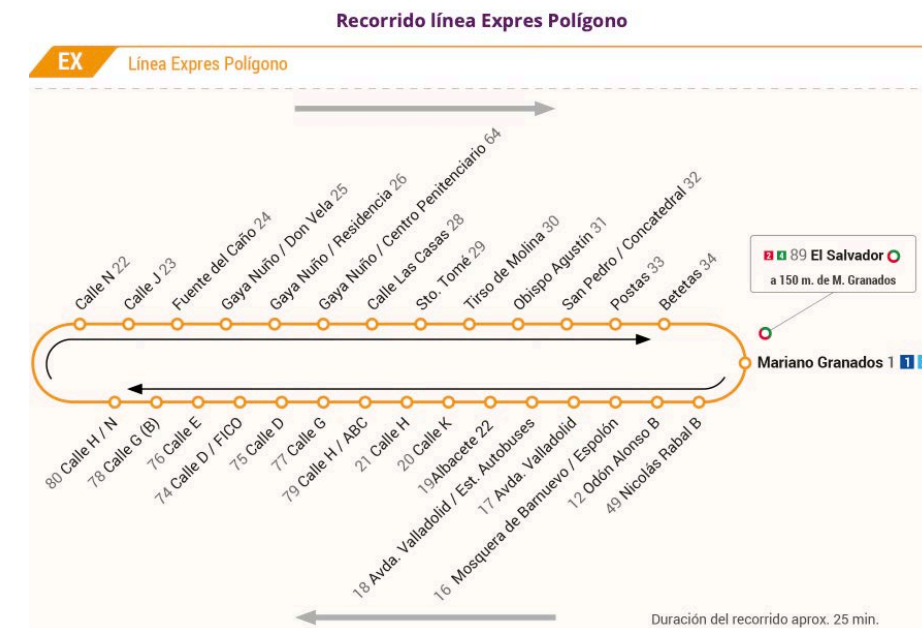 Recorrido línea Expres Polígono
EX
Línea Expres Polígono
Calle N 22
Calle J 23
Fuente del Caño 24
Gaya Nuño / Don Vela 25
Gaya Nuño / Residencia 26
Gaya Nuño / Centro Penitenciario 64
Calle Las Casas 28
Sto. Tomé 29
Tirso de Molina 30
Obispo Agustín 31
San Pedro / Concatedral 32
Postas 33
Betetas 34
2 4 89 El Salvador
a 150 m. de M. Granados
Mariano Granados 1 1
80 Calle H / N
78 Calle G (B)
76 Calle E
74 Calle D / FICO
75 Calle D
77 Calle G
79 Calle H / ABC
21 Calle H
20 Calle K
19Albacete 22
18 Avda. Valladolid / Est. Autobuses
17 Avda. Valladolid
16 Mosquera de Barnuevo / Espolón
12 Odón Alonso B
49 Nicolás Rabal B
Duración del recorrido aprox. 25 min.